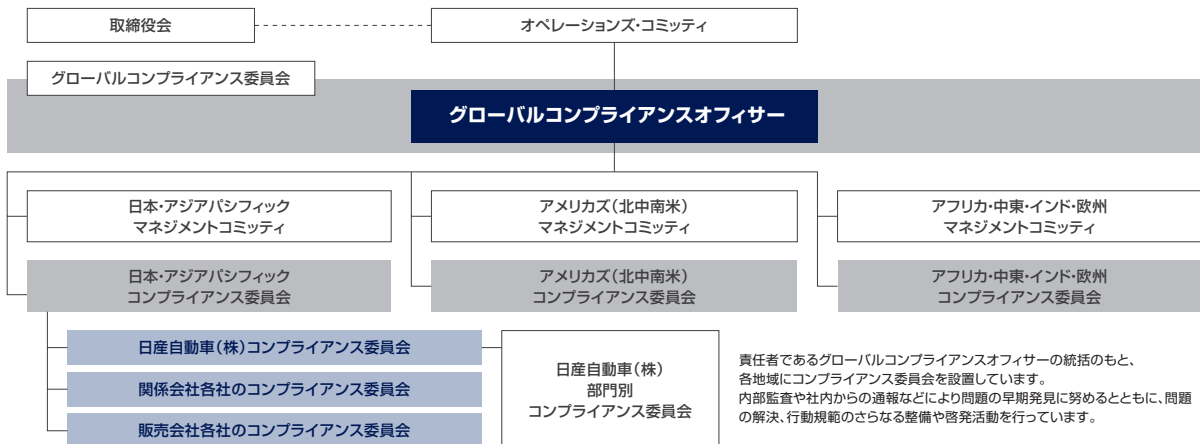 取締役会
オペレーションズ・コミッティ
グローバルコンプライアンス委員会
グローバルコンプライアンスオフィサー
日本・アジアパシフィック
マネジメントコミッティ
アメリカズ(北中南米)
マネジメントコミッティ
アフリカ・中東・インド・欧州
マネジメントコミッティ
日本・アジアパシフィック
コンプライアンス委員会
アメリカズ(北中南米)
コンプライアンス委員会
アフリカ・中東・インド・欧州
コンプライアンス委員会
日産自動車(株)コンプライアンス委員会
関係会社各社のコンプライアンス委員会
販売会社各社のコンプライアンス委員会
日産自動車(株)
部門別
コンプライアンス委員会
責任者であるグローバルコンプライアンスオフィサーの統括のもと、
各地域にコンプライアンス委員会を設置しています。
内部監査や社内からの通報などにより問題の早期発見に努めるとともに、問題
の解決、行動規範のさらなる整備や啓発活動を行っています。